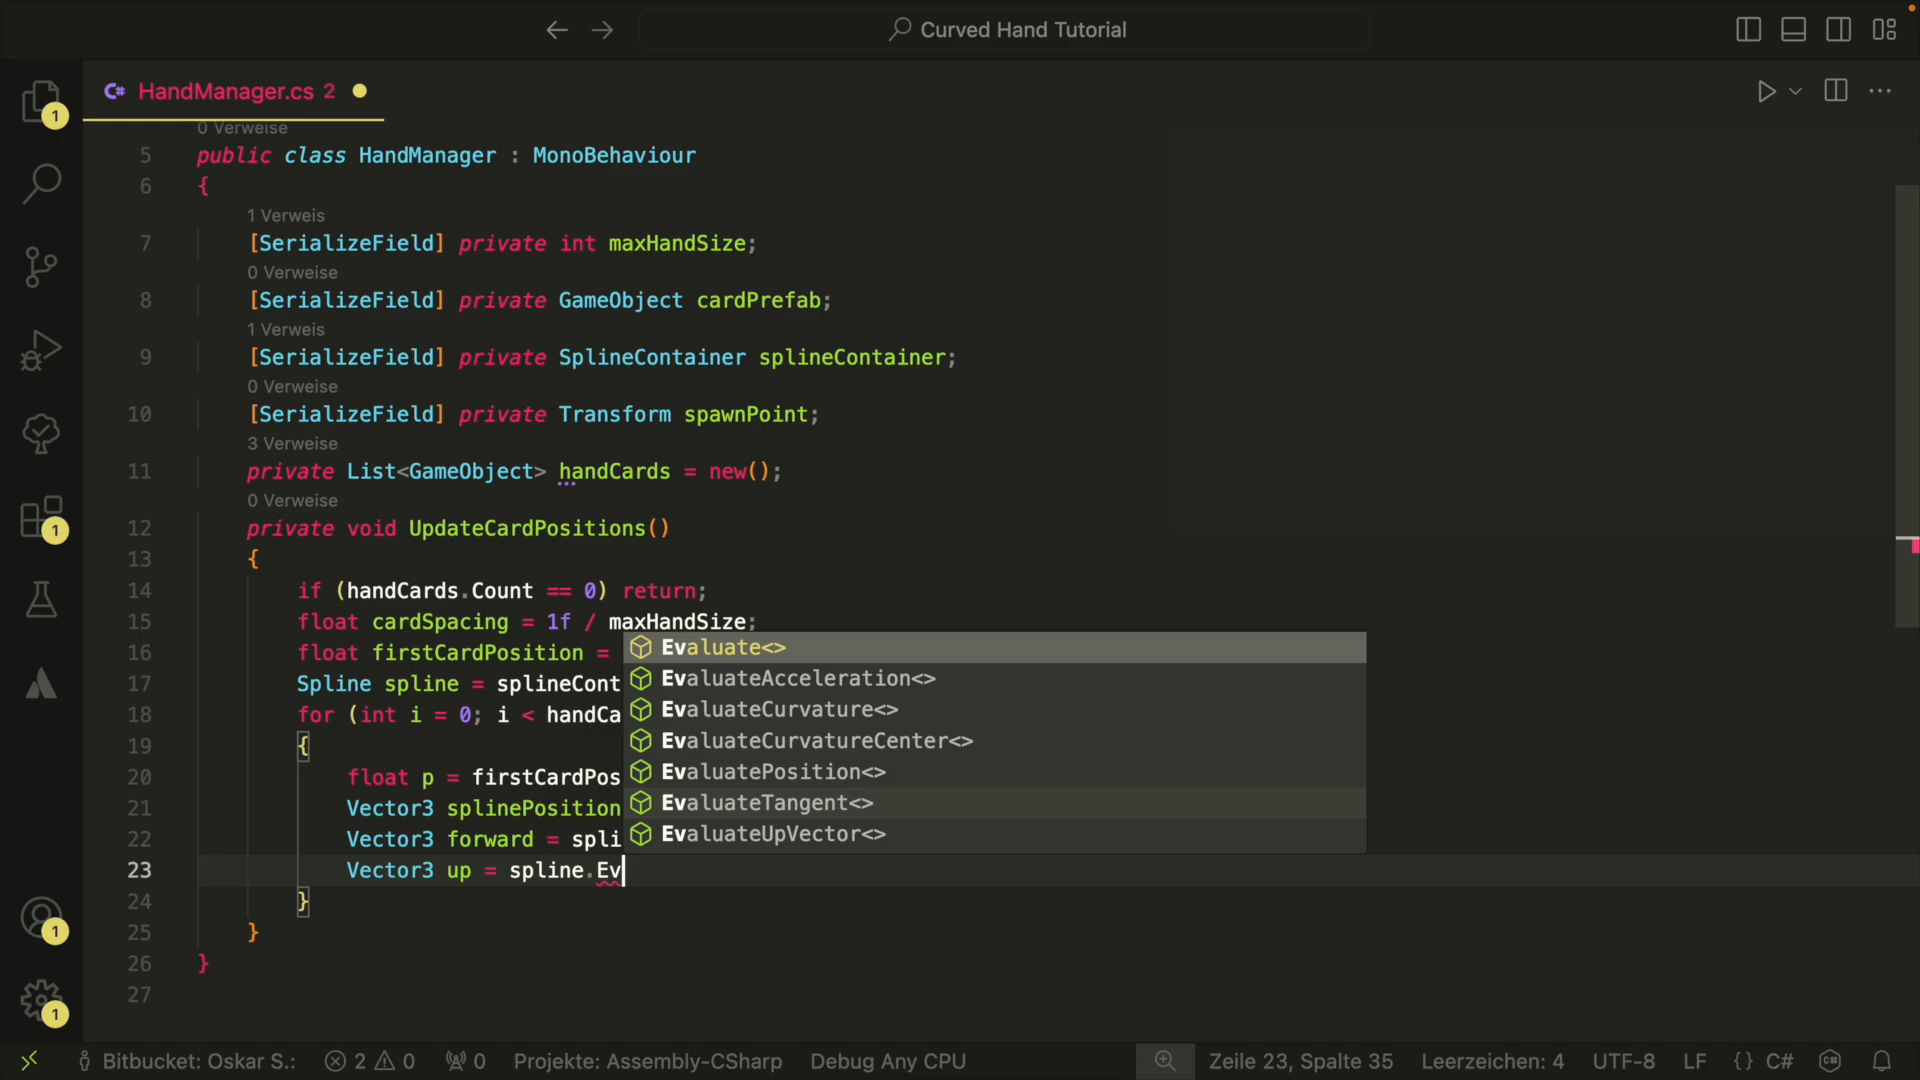 Curved Hand Tutorial
HandManager.cs 2
0 Verweise
5 public class HandManager : MonoBehaviour
6 {
1 Verweis
7 [SerializeField] private int maxHandSize;
0 Verweise
8 [SerializeField] private GameObject cardPrefab;
1 Verweis
9 [SerializeField] private SplineContainer splineContainer;
0 Verweise
10 [SerializeField] private Transform spawnPoint;
3 Verweise
11 private List<GameObject> handCards = new();
0 Verweise
12 private void UpdateCardPositions()
13 {
14 if (handCards.Count == 0) return;
15 float cardSpacing = 1f / maxHandSize;
16 float firstCardPosition =
17 Spline spline = splineCont
18 for (int i = 0; i < handCa
19 {
20 float p = firstCardPos
21 Vector3 splinePosition
22 Vector3 forward = spli
23 Vector3 up = spline.Ev
24 }
25 }
26 }
27
Evaluate<>
EvaluateAcceleration<>
EvaluateCurvature<>
EvaluateCurvatureCenter<>
EvaluatePosition<>
EvaluateTangent<>
EvaluateUpVector<>
1
1
1
1
Bitbucket: Oskar S.: 2 0 0 Projekte: Assembly-CSharp Debug Any CPU Zeile 23, Spalte 35 Leerzeichen: 4 UTF-8 LF {} C#